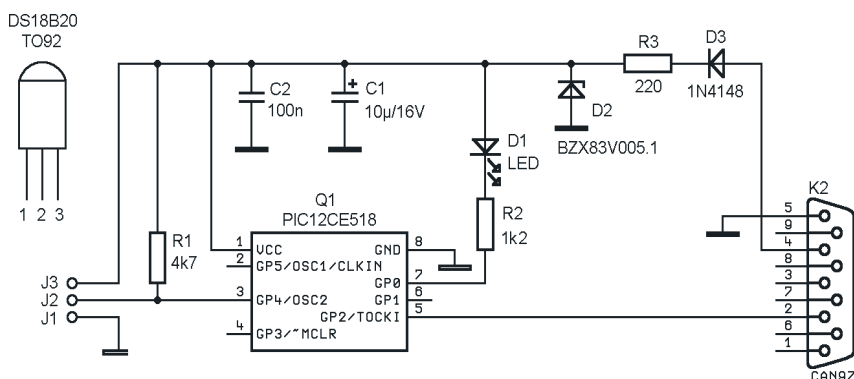 DS18B20
TO92
1 2 3
C2
100n
C1
+
10µ/16V
R3
220
D3
1N4148
D2
BZX83V005.1
D1
LED
R2
1k2
R1
4k7
J3
J2
J1
Q1
PIC12CE518
1 VCC
2 GP5/OSC1/CLKIN
3 GP4/OSC2
4 GP3/~MCLR
GND 8
GP0 7
GP1 6
GP2/TOCKI 5
K2
5
9
4
8
3
7
2
6
1
CAN9Z